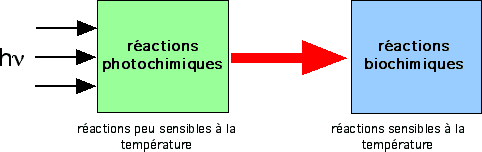 hν
réactions
photochimiques
réactions
biochimiques
réactions peu sensibles à la
température
réactions sensibles à la
température